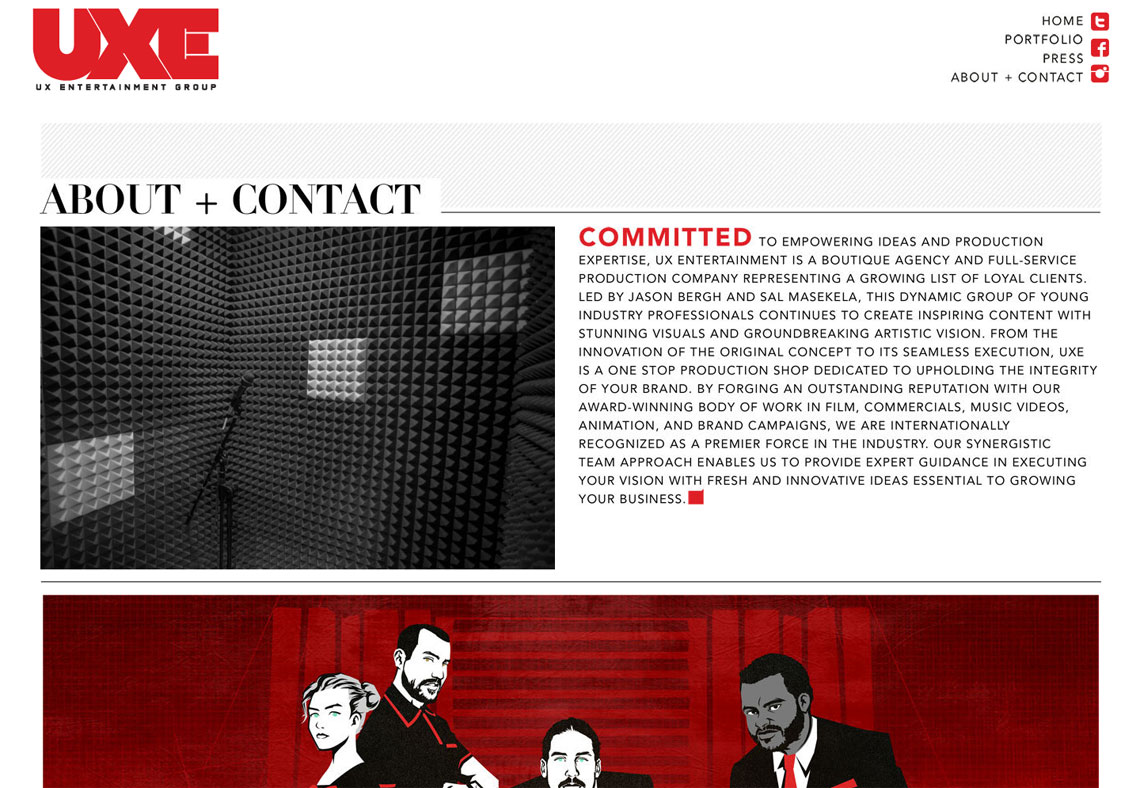 UXE
UX ENTERTAINMENT GROUP
HOME
PORTFOLIO
PRESS
ABOUT + CONTACT
ABOUT + CONTACT
COMMITTED TO EMPOWERING IDEAS AND PRODUCTION
EXPERTISE, UX ENTERTAINMENT IS A BOUTIQUE AGENCY AND FULL-SERVICE
PRODUCTION COMPANY REPRESENTING A GROWING LIST OF LOYAL CLIENTS.
LED BY JASON BERGH AND SAL MASEKELA, THIS DYNAMIC GROUP OF YOUNG
INDUSTRY PROFESSIONALS CONTINUES TO CREATE INSPIRING CONTENT WITH
STUNNING VISUALS AND GROUNDBREAKING ARTISTIC VISION. FROM THE
INNOVATION OF THE ORIGINAL CONCEPT TO ITS SEAMLESS EXECUTION, UXE
IS A ONE STOP PRODUCTION SHOP DEDICATED TO UPHOLDING THE INTEGRITY
OF YOUR BRAND. BY FORGING AN OUTSTANDING REPUTATION WITH OUR
AWARD-WINNING BODY OF WORK IN FILM, COMMERCIALS, MUSIC VIDEOS,
ANIMATION, AND BRAND CAMPAIGNS, WE ARE INTERNATIONALLY
RECOGNIZED AS A PREMIER FORCE IN THE INDUSTRY. OUR SYNERGISTIC
TEAM APPROACH ENABLES US TO PROVIDE EXPERT GUIDANCE IN EXECUTING
YOUR VISION WITH FRESH AND INNOVATIVE IDEAS ESSENTIAL TO GROWING
YOUR BUSINESS.